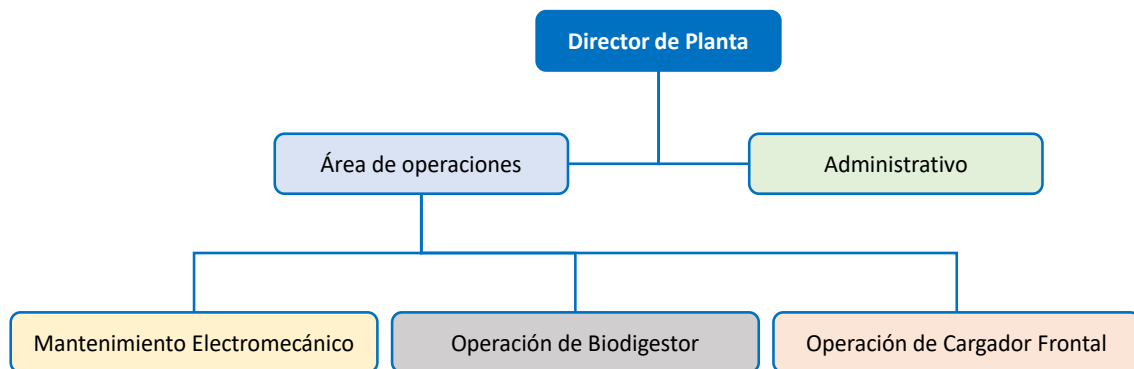 Director de Planta
Área de operaciones
Administrativo
Mantenimiento Electromecánico
Operación de Biodigestor
Operación de Cargador Frontal